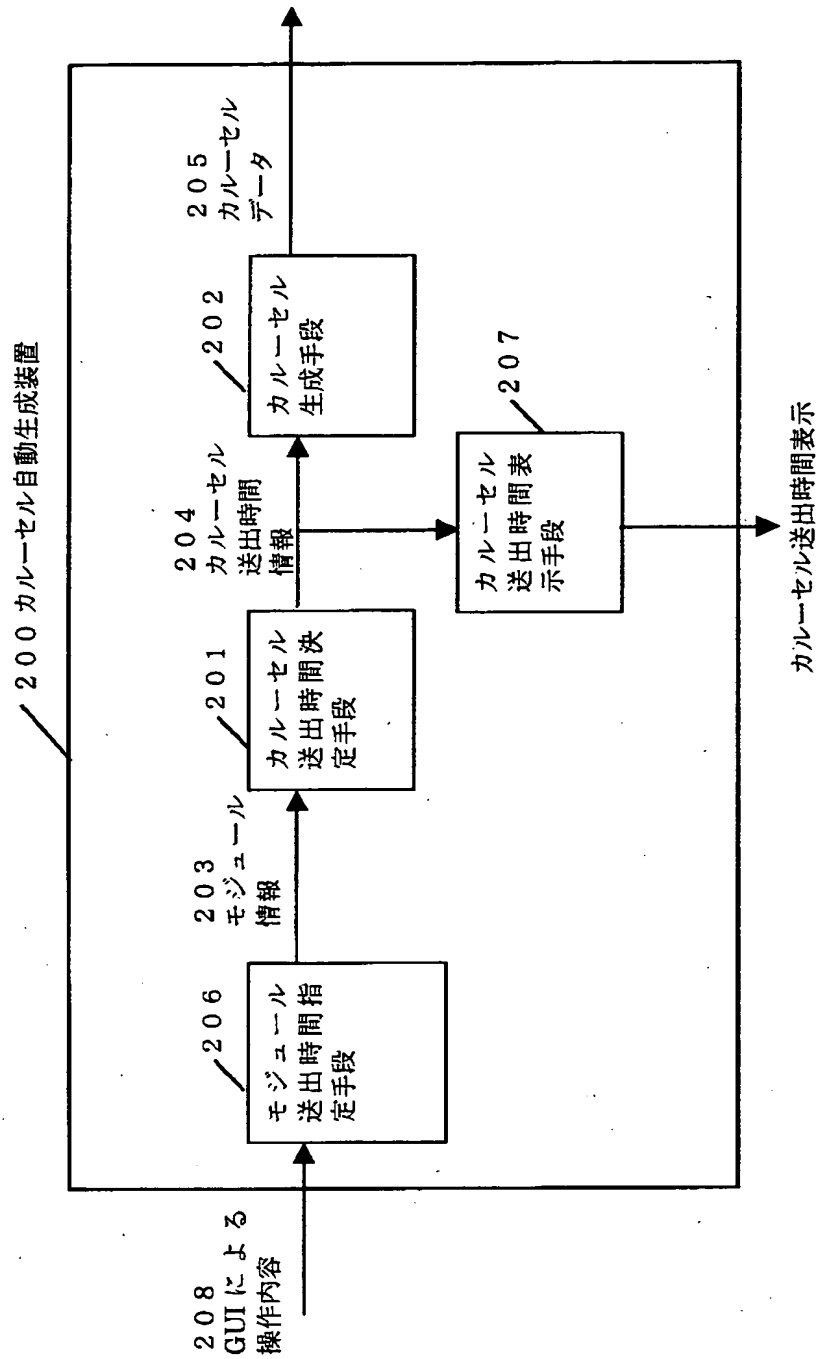 200 カルーセル自動生成装置
208
GUIによる
操作内容
206
モジュール
送出時間指
定手段
203
モジュール
情報
201
カルーセル
送出時間決
定手段
204
カルーセル
送出時間
情報
202
カルーセル
生成手段
205
カルーセル
データ
207
カルーセル
送出時間表
示手段
カルーセル送出時間表示